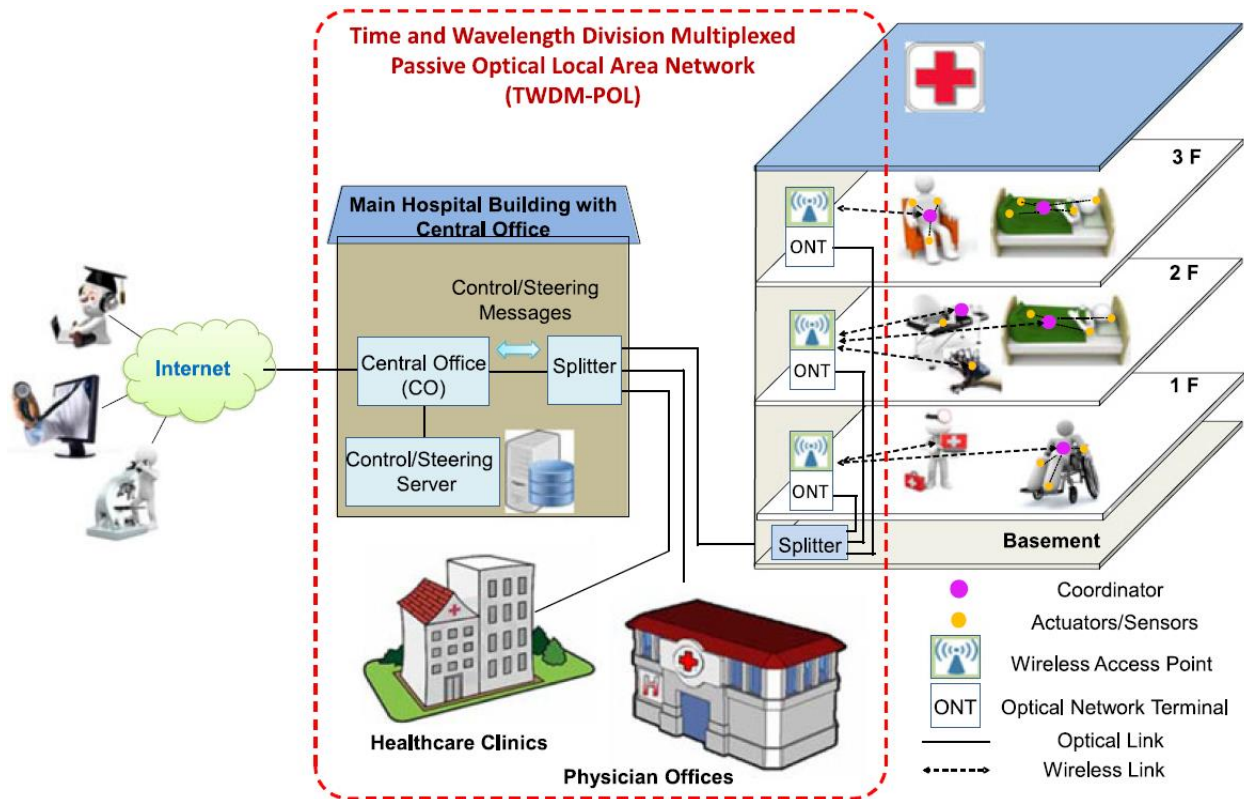 Time and Wavelength Division Multiplexed
Passive Optical Local Area Network
(TWDM-POL)
Main Hospital Building with
Central Office
Control/Steering
Messages
Internet
Central Office
(CO)
Splitter
Control/Steering
Server
Healthcare Clinics
Physician Offices
3 F
ONT
2 F
ONT
1 F
ONT
Splitter
Basement
H
Coordinator
Actuators/Sensors
Wireless Access Point
ONT
Optical Network Terminal
Optical Link
Wireless Link